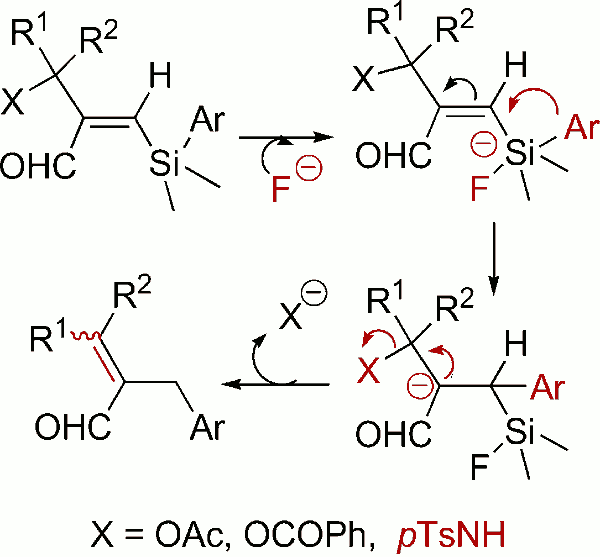 R¹ R²
X
H
OHC
Si
Ar
F⊖
R¹ R²
X
H
OHC
⊖
Si
Ar
F
R¹
R²
OHC
Ar
X⊖
R¹
R²
X
H
⊖
Ar
OHC
F
Si
X = OAc, OCOPh, pTsNH